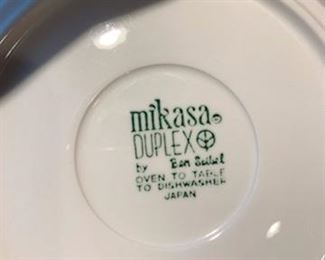 mikasa
DUPLEX
by Ben Seibel
OVEN TO TABLE
TO DISHWASHER
JAPAN